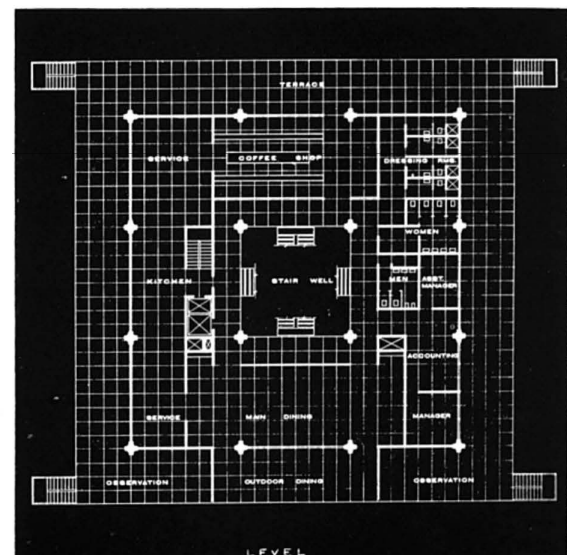 TERRACE
SERVICE
COFFEE SHOP
DRESSING RMS.
WOMEN
KITCHEN
STAIR WELL
MEN
ASST. MANAGER
ACCOUNTING
SERVICE
MAIN DINING
MANAGER
OBSERVATION
OUTDOOR DINING
OBSERVATION
LEVEL